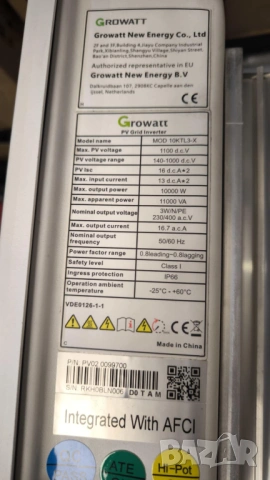 GROWATT
Growatt New Energy Co., Ltd
Authorized representative in EU
Growatt New Energy B.V
Growatt
PV Grid Inverter
Model name MOD 10KTL3-X
Max. PV voltage 1100 d.c.V
PV voltage range 140-1000 d.c.V
PV Isc 16 d.c.A*2
Max. input current 13 d.c.A*2
Max. output power 10000 W
Max. apparent power 11000 VA
Nominal output voltage 3W/N/PE 230/400 a.c.V
Max. output current 16.7 a.c.A
Nominal output frequency 50/60 Hz
Power factor range 0.8leading~0.8lagging
Safety level Class I
Ingress protection IP66
Operation ambient temperature -25°C - +60°C
VDE0126-1-1
Made in China
P/N: PV02.0099700
S/N: RKH0BLN006 D0TAM
Integrated With AFCI
ATE
Hi-Pot
bazar